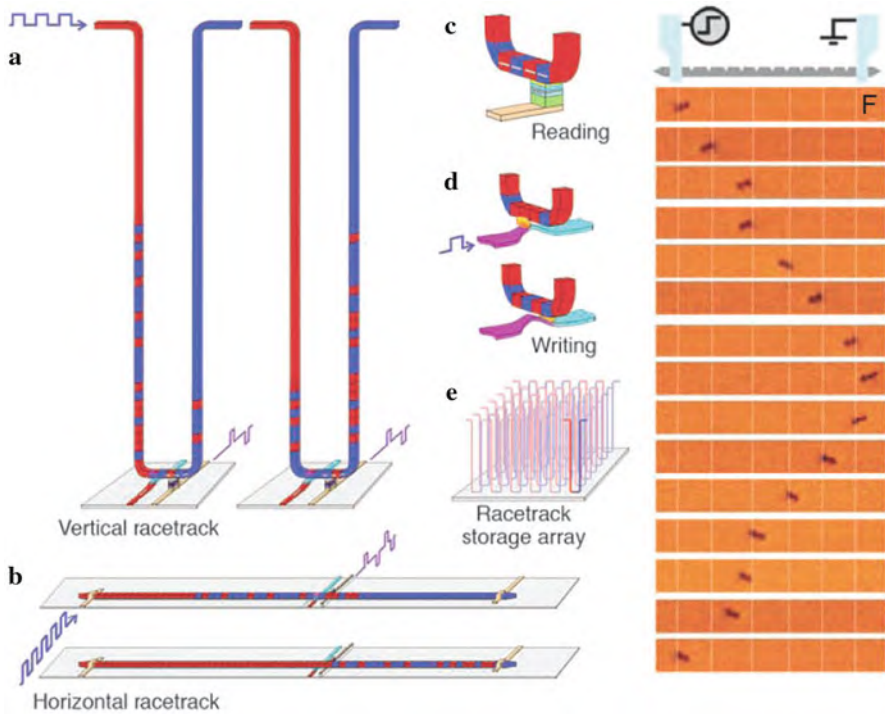 a
Vertical racetrack
b
Horizontal racetrack
c
Reading
d
Writing
e
Racetrack
storage array
F